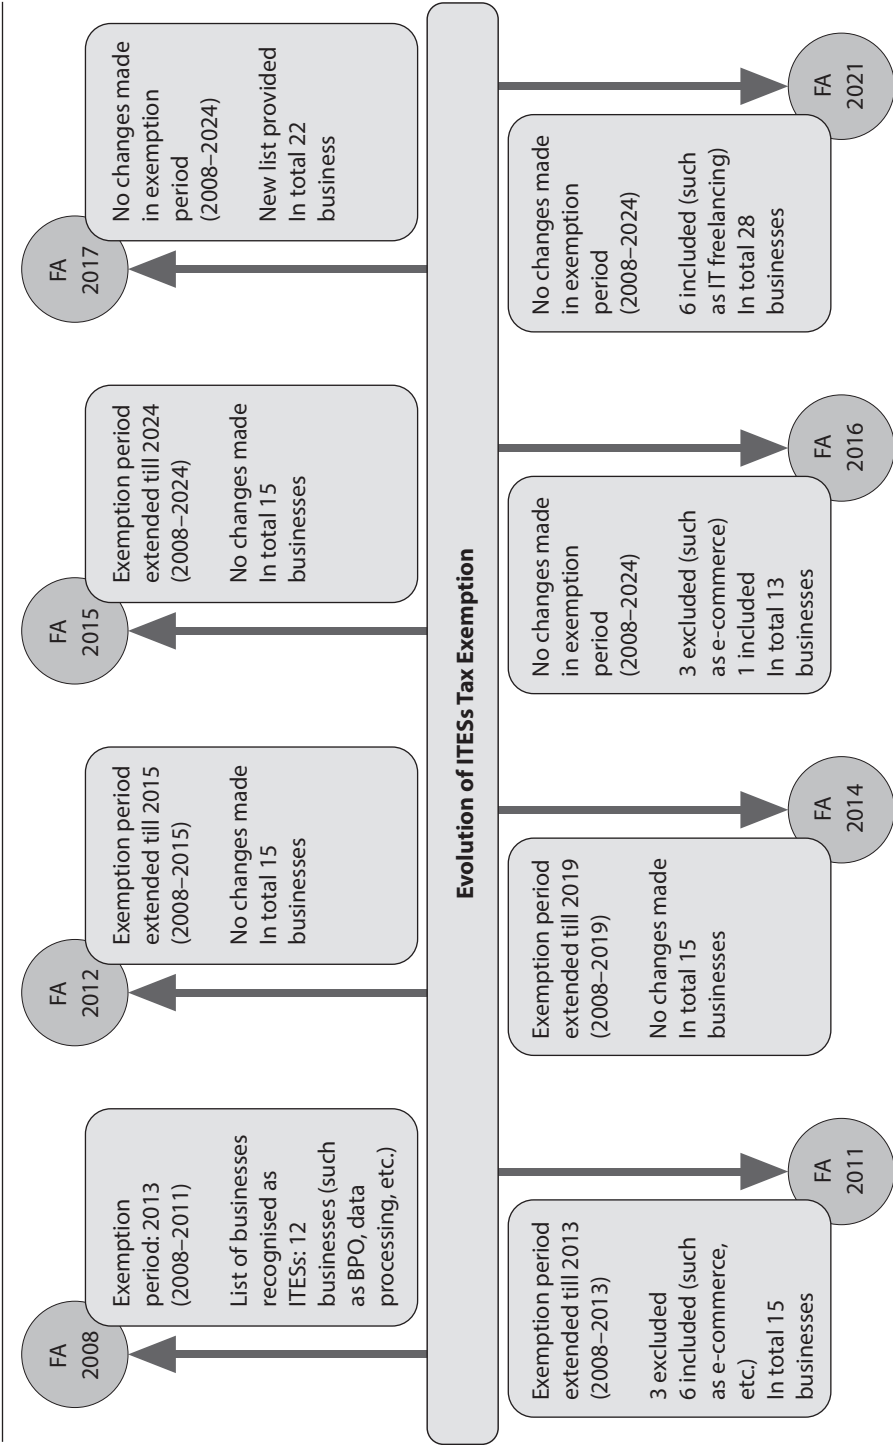 FA
2008
Exemption
period: 2013
(2008–2011)
List of businesses
recognised as
ITESs: 12
businesses (such
as BPO, data
processing, etc.)
FA
2012
Exemption period
extended till 2015
(2008–2015)
No changes made
In total 15
businesses
FA
2015
Exemption period
extended till 2024
(2008–2024)
No changes made
In total 15
businesses
FA
2017
No changes made
in exemption
period
(2008–2024)
New list provided
In total 22
business
Evolution of ITESs Tax Exemption
Exemption period
extended till 2013
(2008–2013)
3 excluded
6 included (such
as e-commerce,
etc.)
In total 15
businesses
FA
2011
Exemption period
extended till 2019
(2008–2019)
No changes made
In total 15
businesses
FA
2014
No changes made
in exemption
period
(2008–2024)
3 excluded (such
as e-commerce)
1 included
In total 13
businesses
FA
2016
No changes made
in exemption
period
(2008–2024)
6 included (such
as IT freelancing)
In total 28
businesses
FA
2021